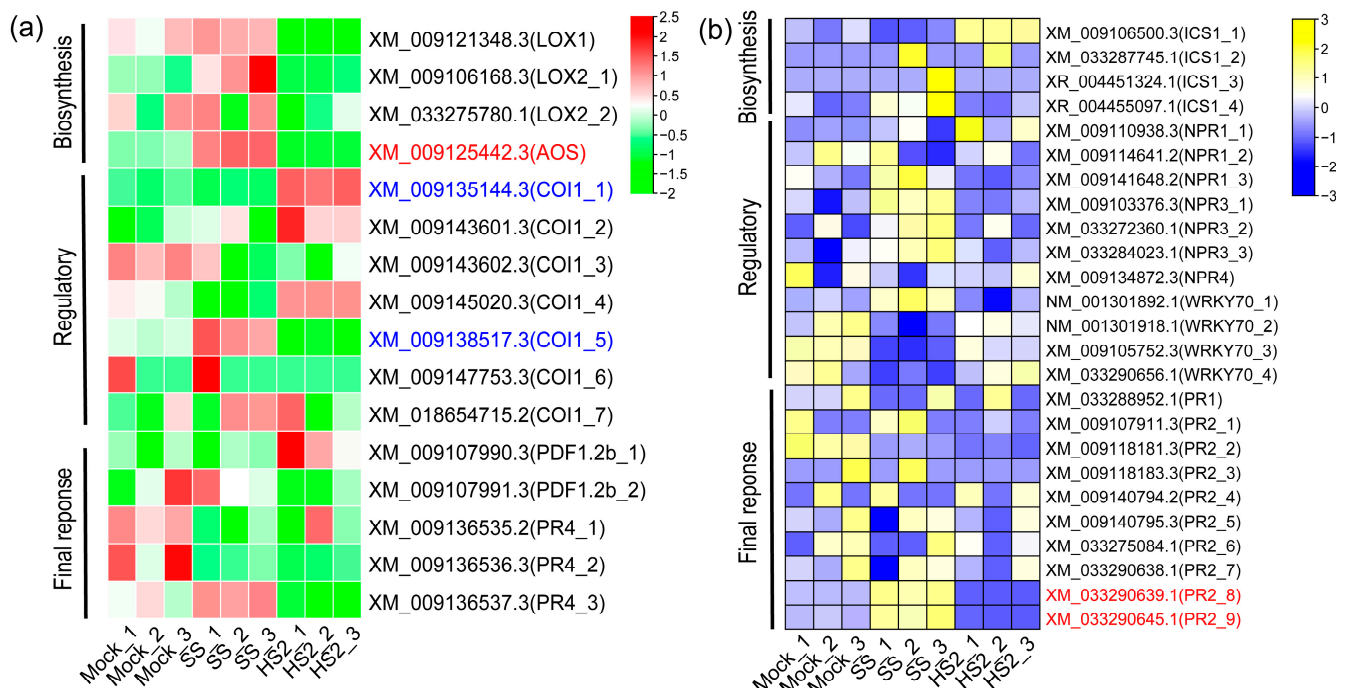 (a)
Biosynthesis
Regulatory
Final reponse
XM_009121348.3(LOX1)
XM_009106168.3(LOX2_1)
XM_033275780.1(LOX2_2)
XM_009125442.3(AOS)
XM_009135144.3(COI1_1)
XM_009143601.3(COI1_2)
XM_009143602.3(COI1_3)
XM_009145020.3(COI1_4)
XM_009138517.3(COI1_5)
XM_009147753.3(COI1_6)
XM_018654715.2(COI1_7)
XM_009107990.3(PDF1.2b_1)
XM_009107991.3(PDF1.2b_2)
XM_009136535.2(PR4_1)
XM_009136536.3(PR4_2)
XM_009136537.3(PR4_3)
Mock_1
Mock_2
Mock_3
SS_1
SS_2
SS_3
HS2_1
HS2_2
HS2_3
2.5
2
1.5
1
0.5
0
−0.5
−1
−1.5
−2
(b)
Biosynthesis
Regulatory
Final reponse
XM_009106500.3(ICS1_1)
XM_033287745.1(ICS1_2)
XR_004451324.1(ICS1_3)
XR_004455097.1(ICS1_4)
XM_009110938.3(NPR1_1)
XM_009114641.2(NPR1_2)
XM_009141648.2(NPR1_3)
XM_009103376.3(NPR3_1)
XM_033272360.1(NPR3_2)
XM_033284023.1(NPR3_3)
XM_009134872.3(NPR4)
NM_001301892.1(WRKY70_1)
NM_001301918.1(WRKY70_2)
XM_009105752.3(WRKY70_3)
XM_033290656.1(WRKY70_4)
XM_033288952.1(PR1)
XM_009107911.3(PR2_1)
XM_009118181.3(PR2_2)
XM_009118183.3(PR2_3)
XM_009140794.2(PR2_4)
XM_009140795.3(PR2_5)
XM_033275084.1(PR2_6)
XM_033290638.1(PR2_7)
XM_033290639.1(PR2_8)
XM_033290645.1(PR2_9)
Mock_1
Mock_2
Mock_3
SS_1
SS_2
SS_3
HS2_1
HS2_2
HS2_3
3
2
1
0
−1
−2
−3